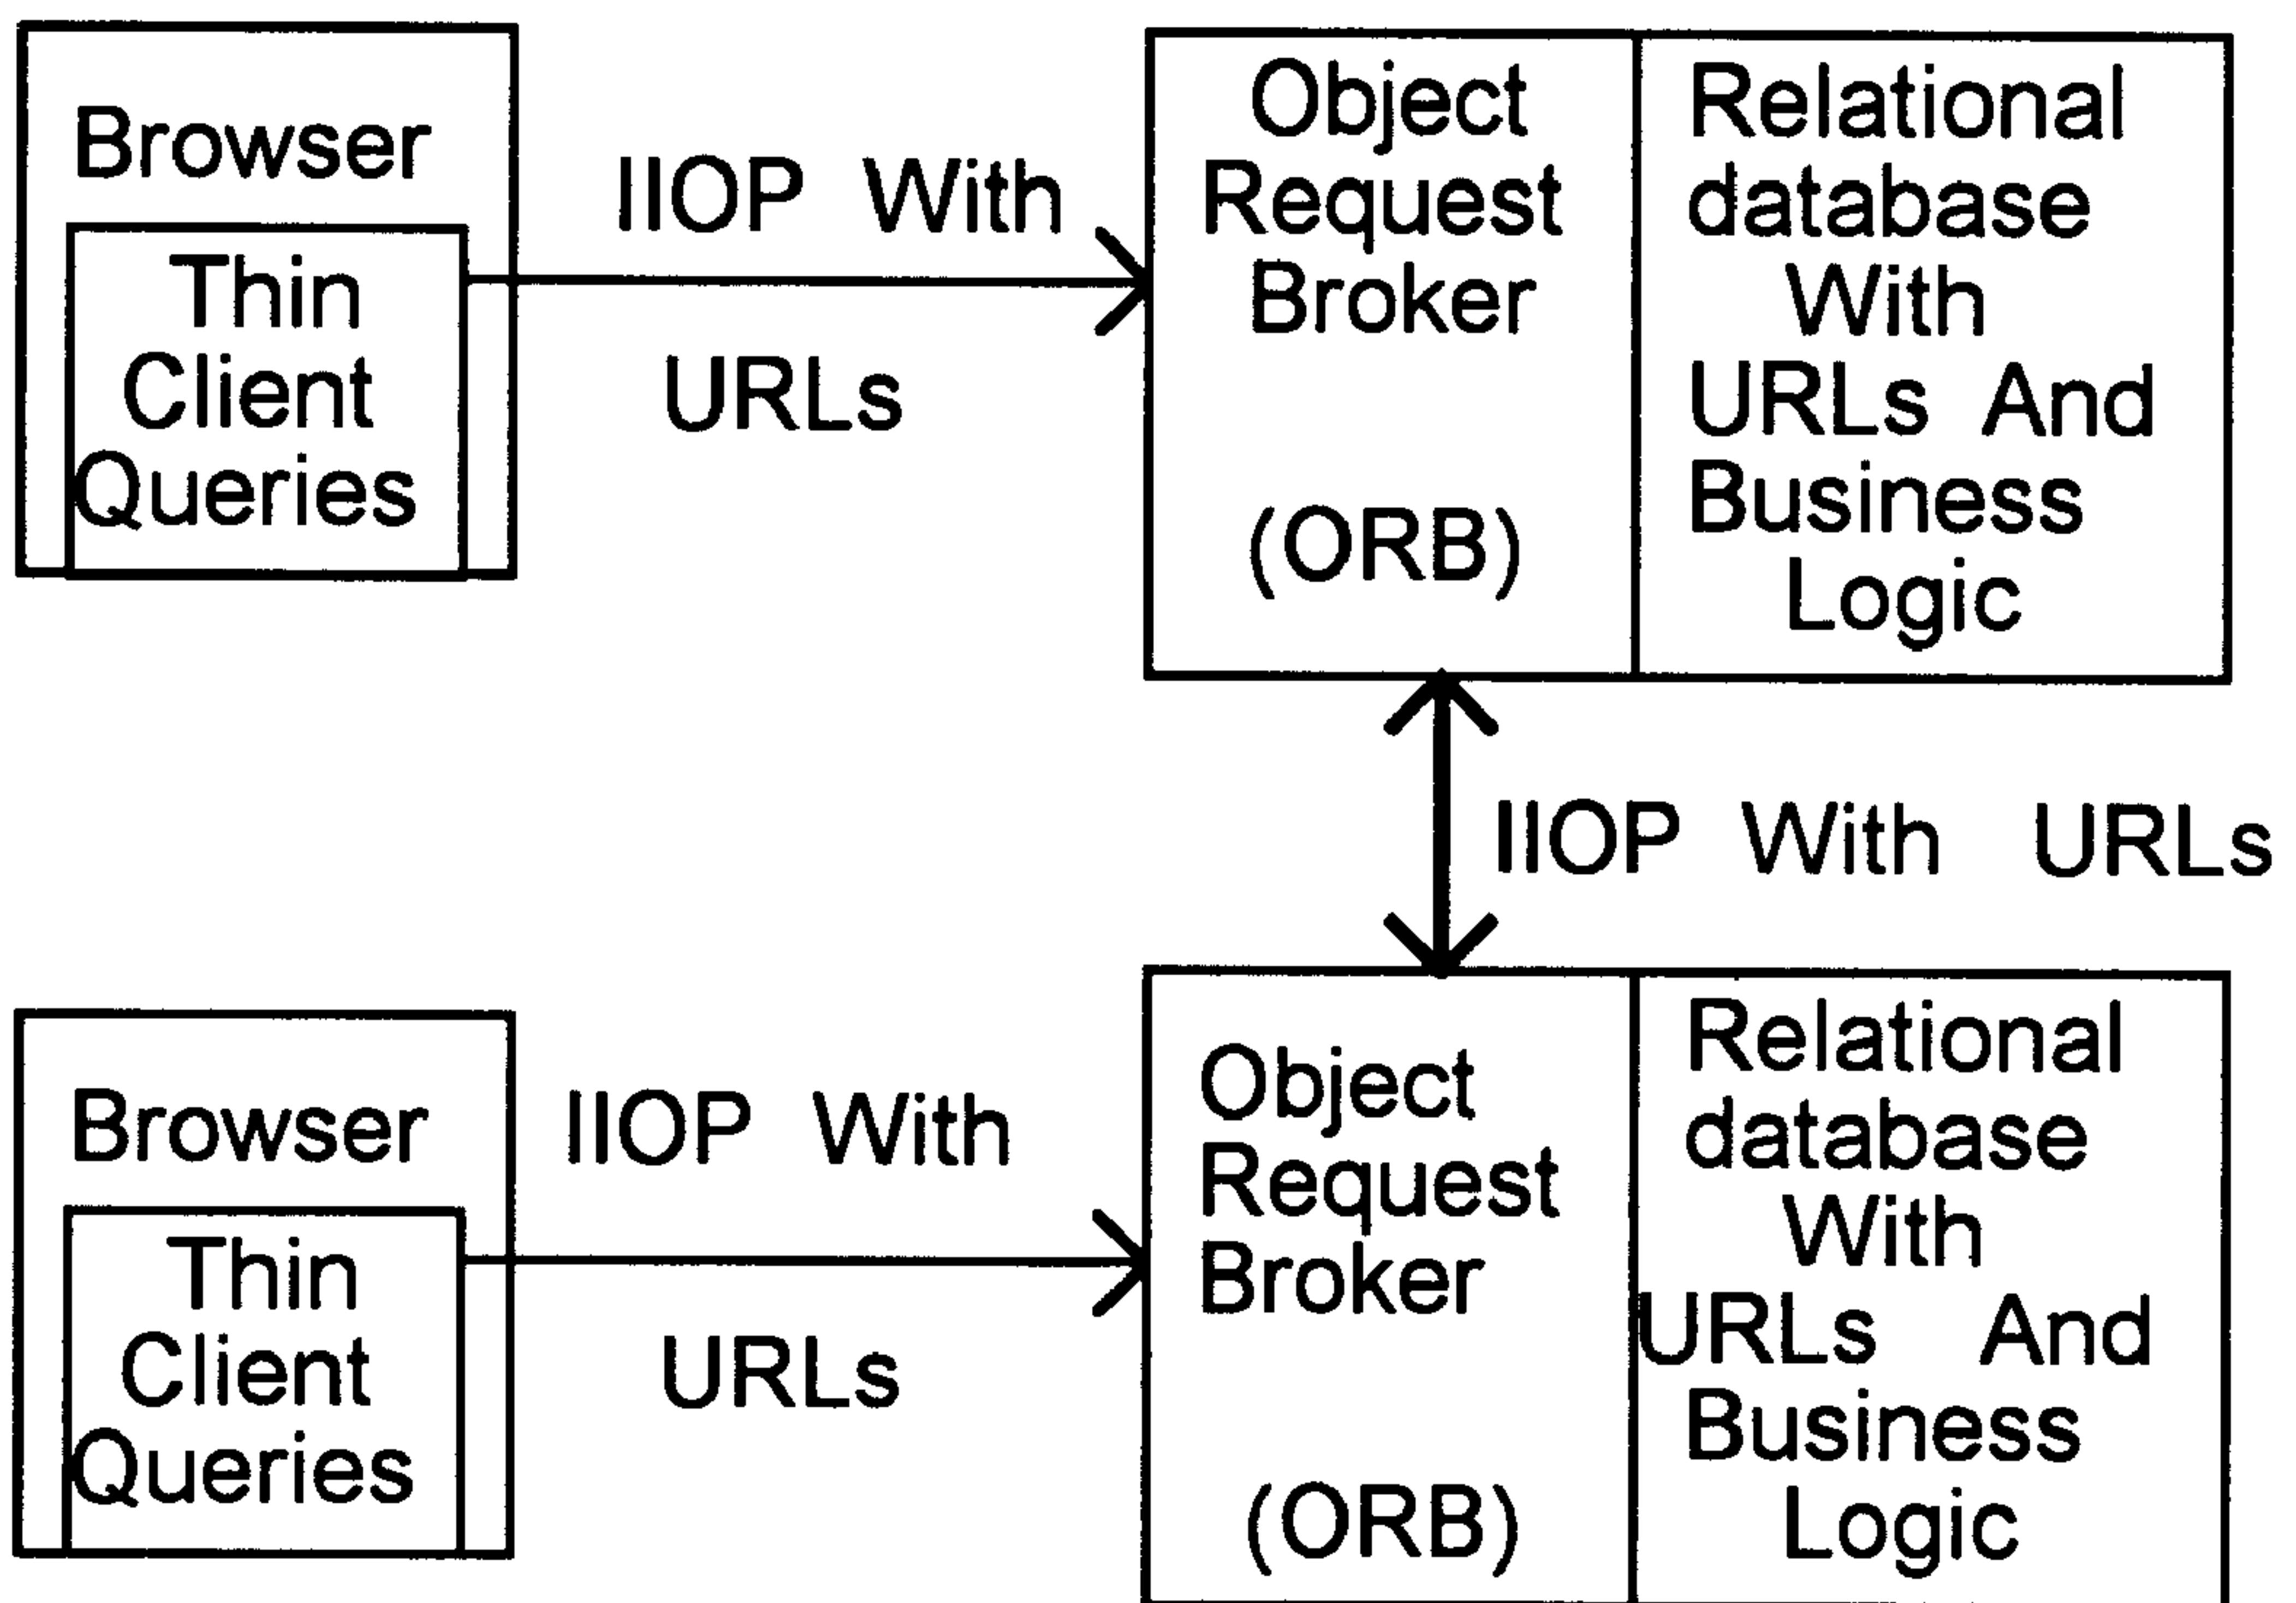 Browser
Thin
Client
Queries
IIOP With
URLs
Object
Request
Broker
(ORB)
Relational
database
With
URLs And
Business
Logic
IIOP With URLs
Browser
Thin
Client
Queries
IIOP With
URLs
Object
Request
Broker
(ORB)
Relational
database
With
URLs And
Business
Logic